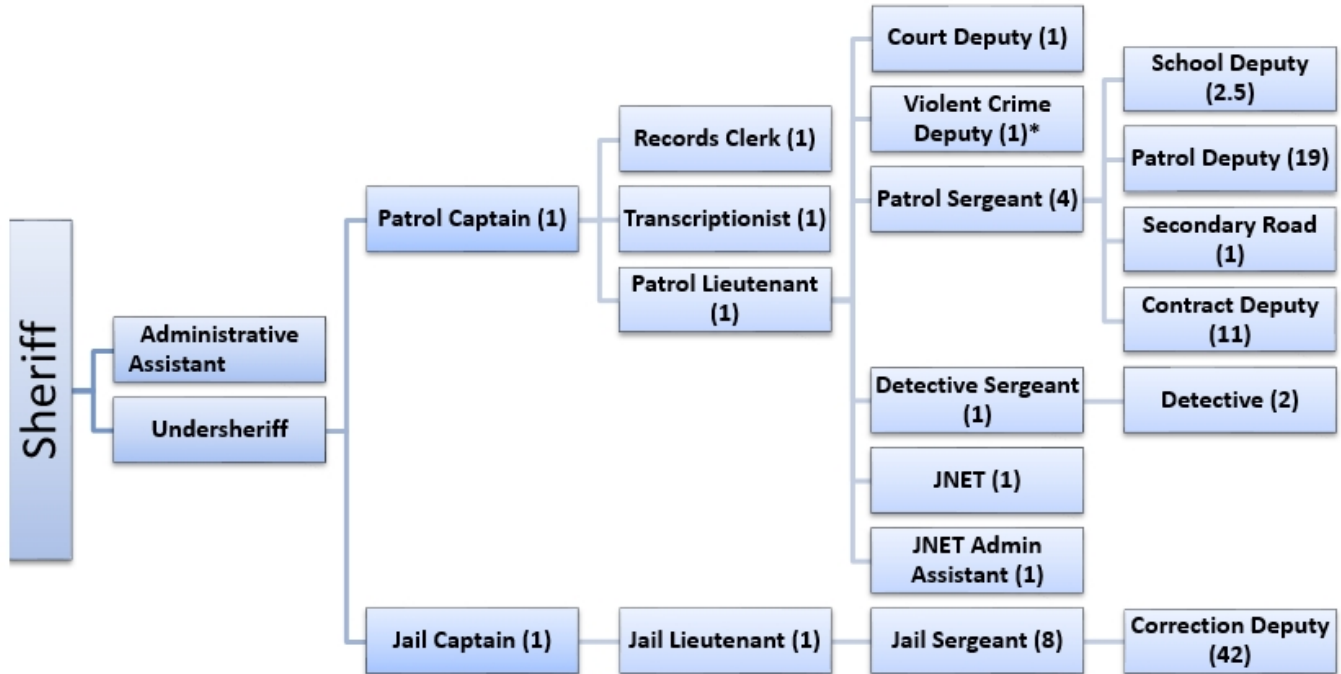 Sheriff
Administrative
Assistant
Undersheriff
Patrol Captain (1)
Jail Captain (1)
Records Clerk (1)
Transcriptionist (1)
Patrol Lieutenant
(1)
Jail Lieutenant (1)
Court Deputy (1)
Violent Crime
Deputy (1)*
Patrol Sergeant (4)
Detective Sergeant
(1)
JNET (1)
JNET Admin
Assistant (1)
Jail Sergeant (8)
School Deputy
(2.5)
Patrol Deputy (19)
Secondary Road
(1)
Contract Deputy
(11)
Detective (2)
Correction Deputy
(42)